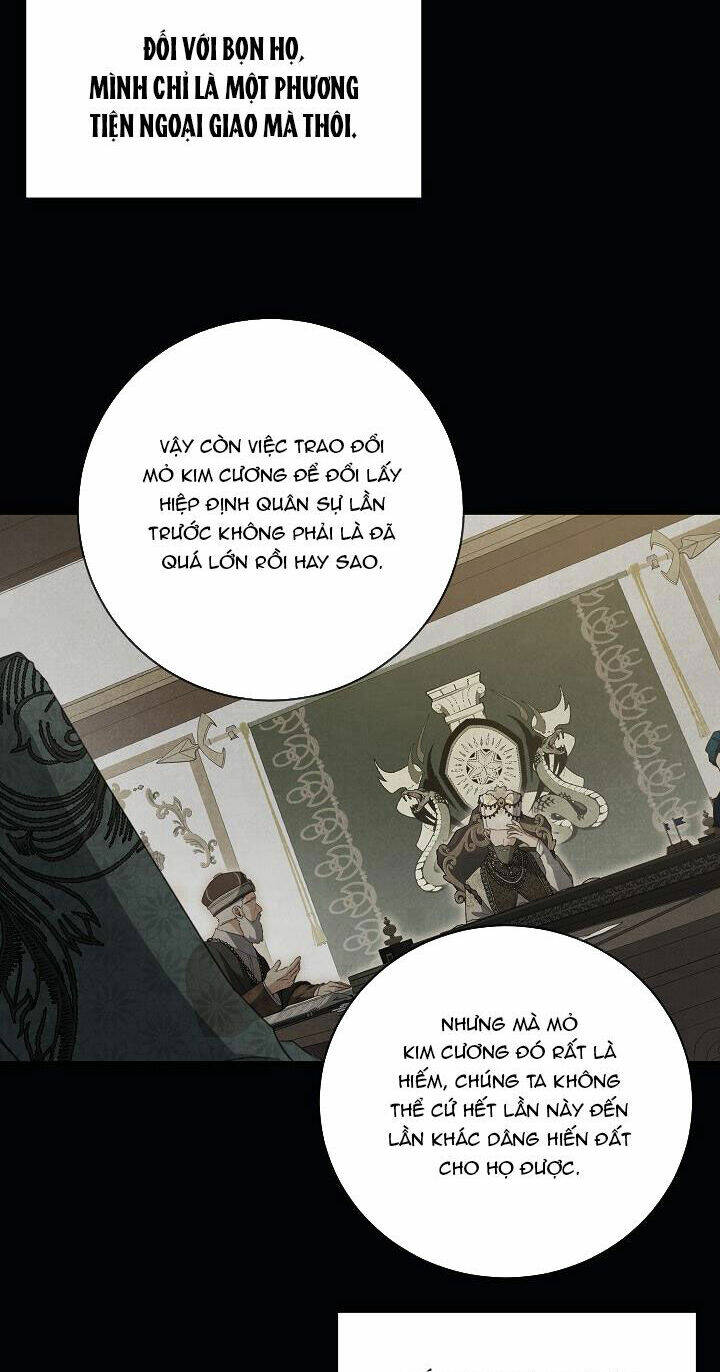 ĐỐI VỚI BỌN HỌ,
MÌNH CHỈ LÀ MỘT PHƯƠNG
TIỆN NGOẠI GIAO MÀ THÔI.
VẬY CÒN VIỆC TRAO ĐỔI
MỎ KIM CƯƠNG ĐỂ ĐỔI LẤY
HIỆP ĐỊNH QUÂN SỰ LẦN
TRƯỚC KHÔNG PHẢI LÀ ĐÃ
QUÁ LỚN RỒI HAY SAO.
NHƯNG MÀ MỎ
KIM CƯƠNG ĐÓ RẤT LÀ
HIẾM, CHÚNG TA KHÔNG
THỂ CỨ HẾT LẦN NÀY ĐẾN
LẦN KHÁC DÂNG HIẾN ĐẤT
CHO HỌ ĐƯỢC.